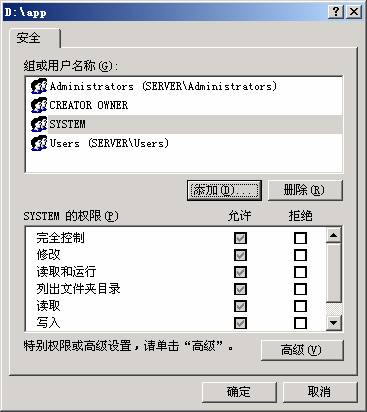 D:\app
安全
组或用户名称(G):
Administrators (SERVER\Administrators)
CREATOR OWNER
SYSTEM
Users (SERVER\Users)
添加(D)... 删除(R)
SYSTEM 的权限(P) 允许 拒绝
完全控制
修改
读取和运行
列出文件夹目录
读取
写入
特别权限或高级设置，请单击“高级”。 高级(V)
确定 取消